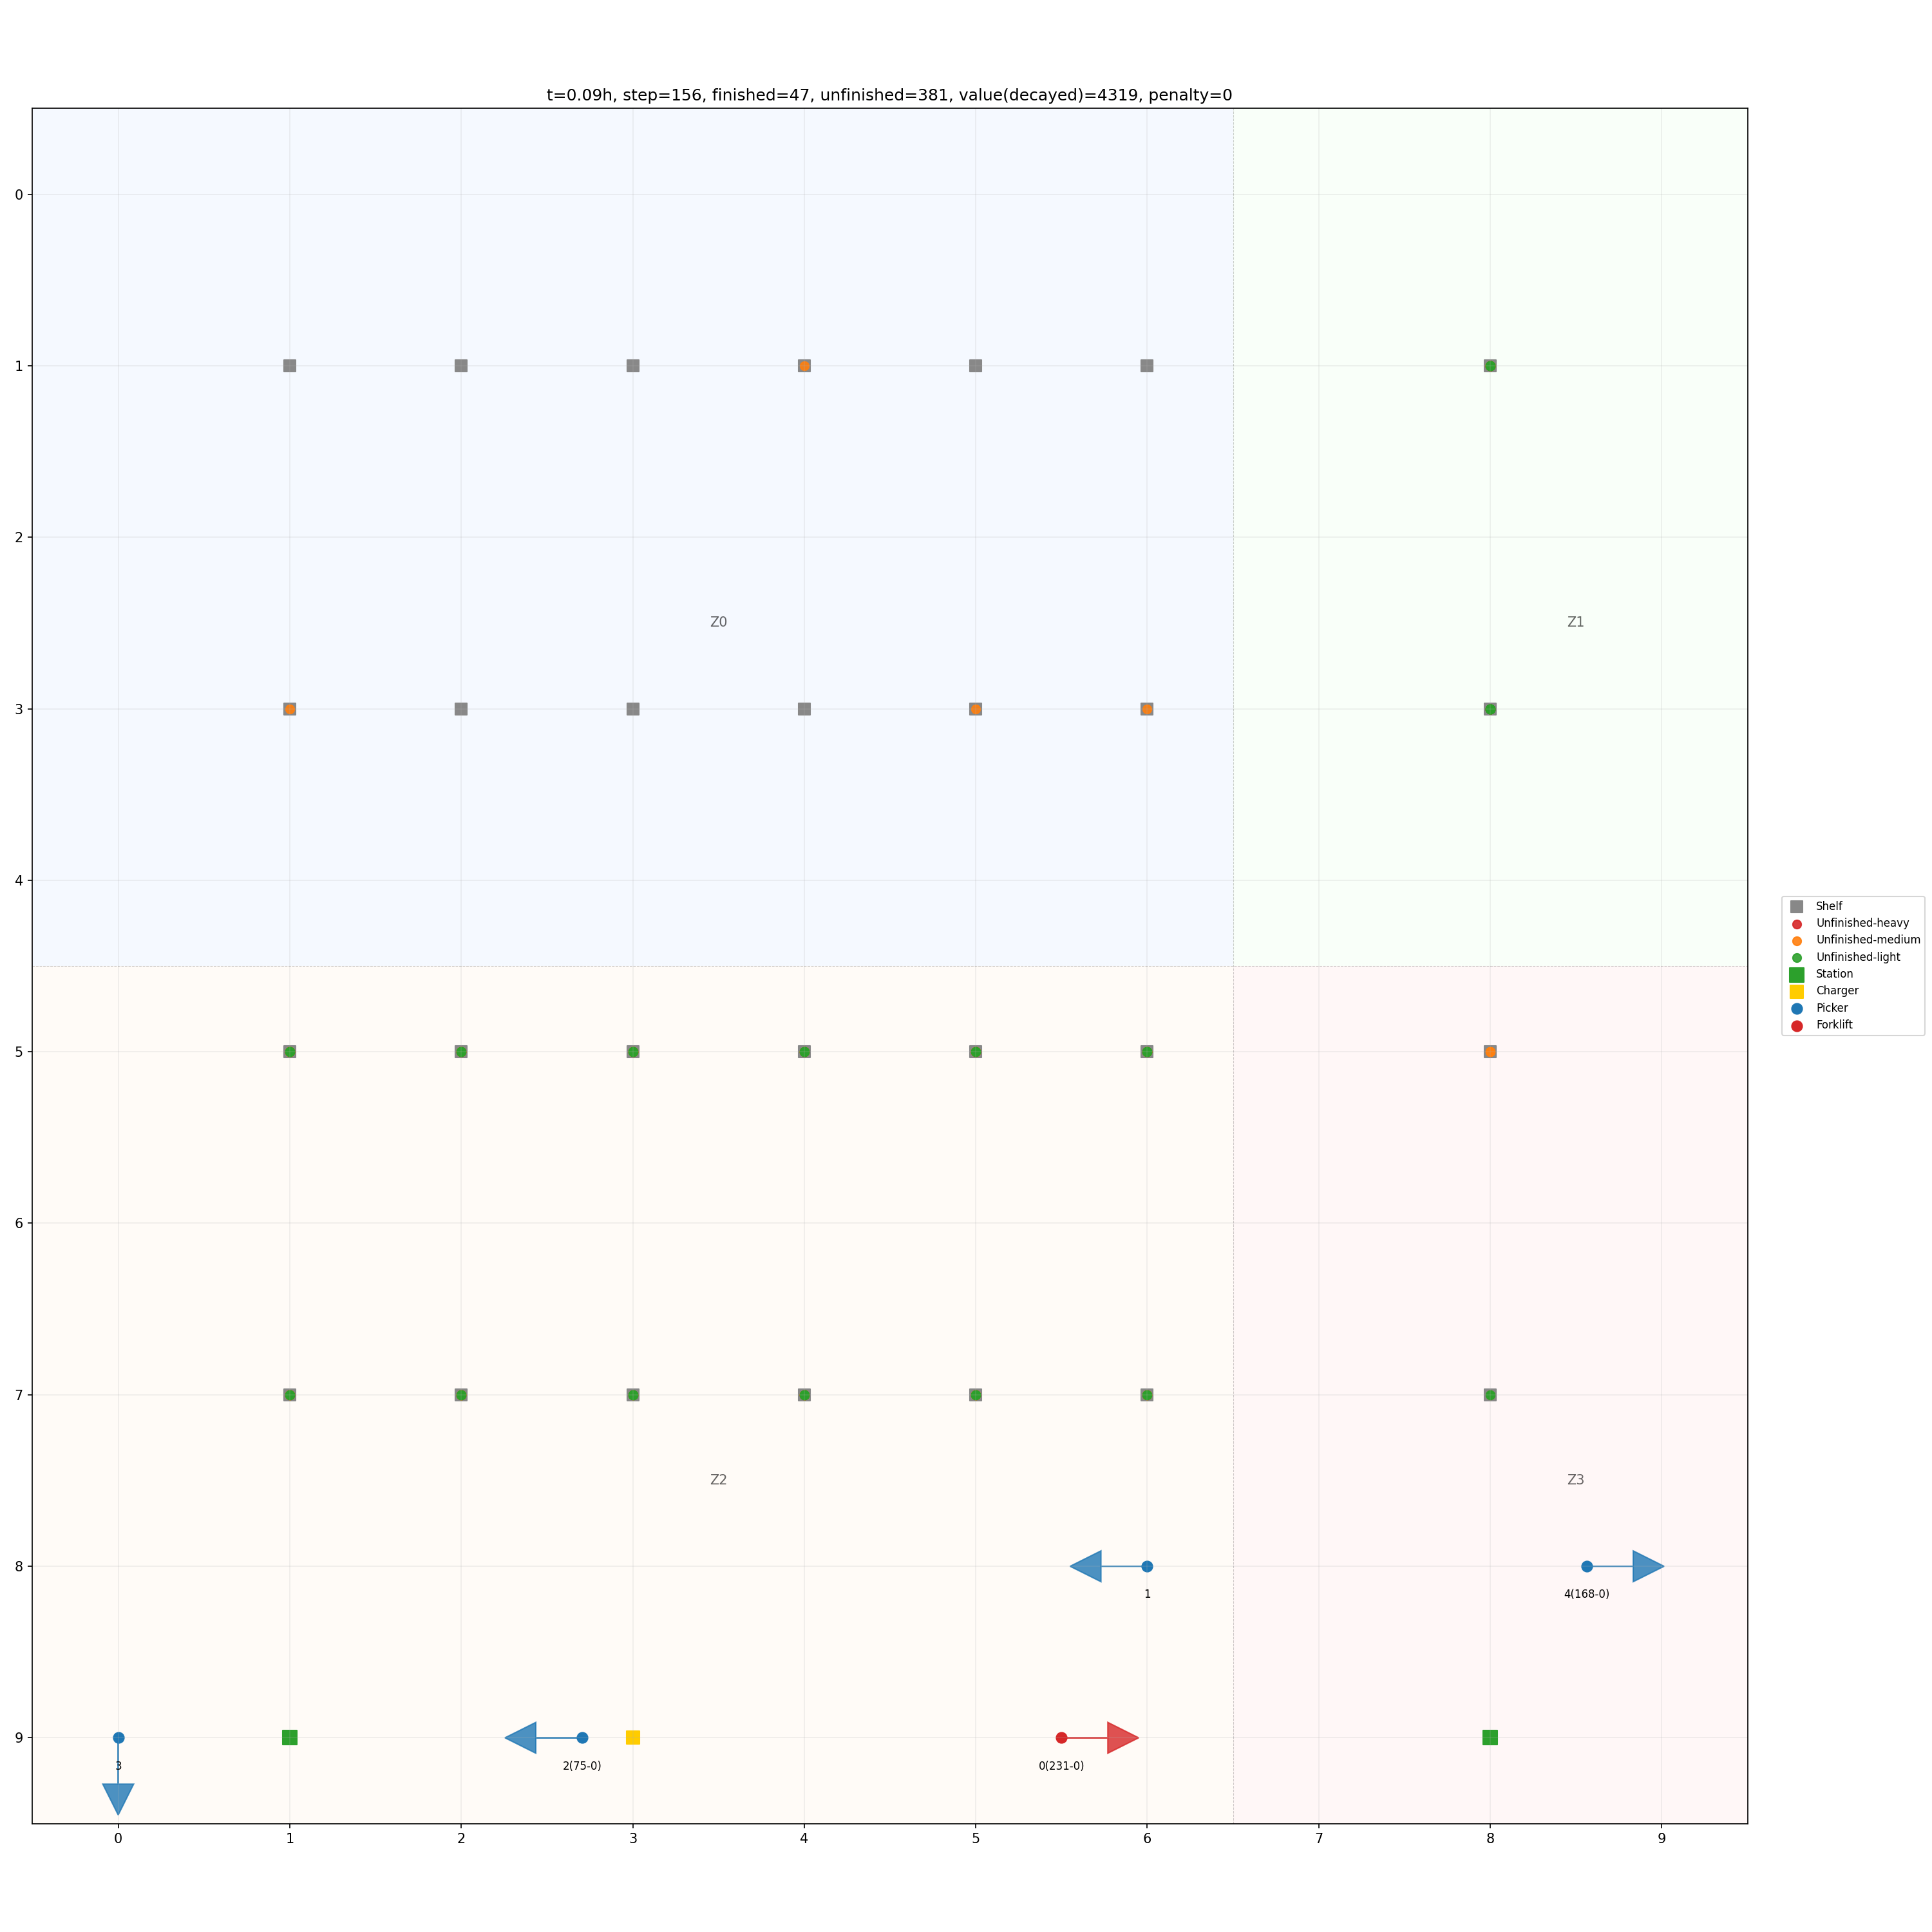 t=0.09h, step=156, finished=47, unfinished=381, value(decayed)=4319, penalty=0
0
1
2
Z0
Z1
3
4
Shelf
Unfinished-heavy
Unfinished-medium
Unfinished-light
Station
Charger
Picker
Forklift
5
6
7
Z2
Z3
8
1
4(168-0)
9
3
2(75-0)
0(231-0)
0 1 2 3 4 5 6 7 8 9